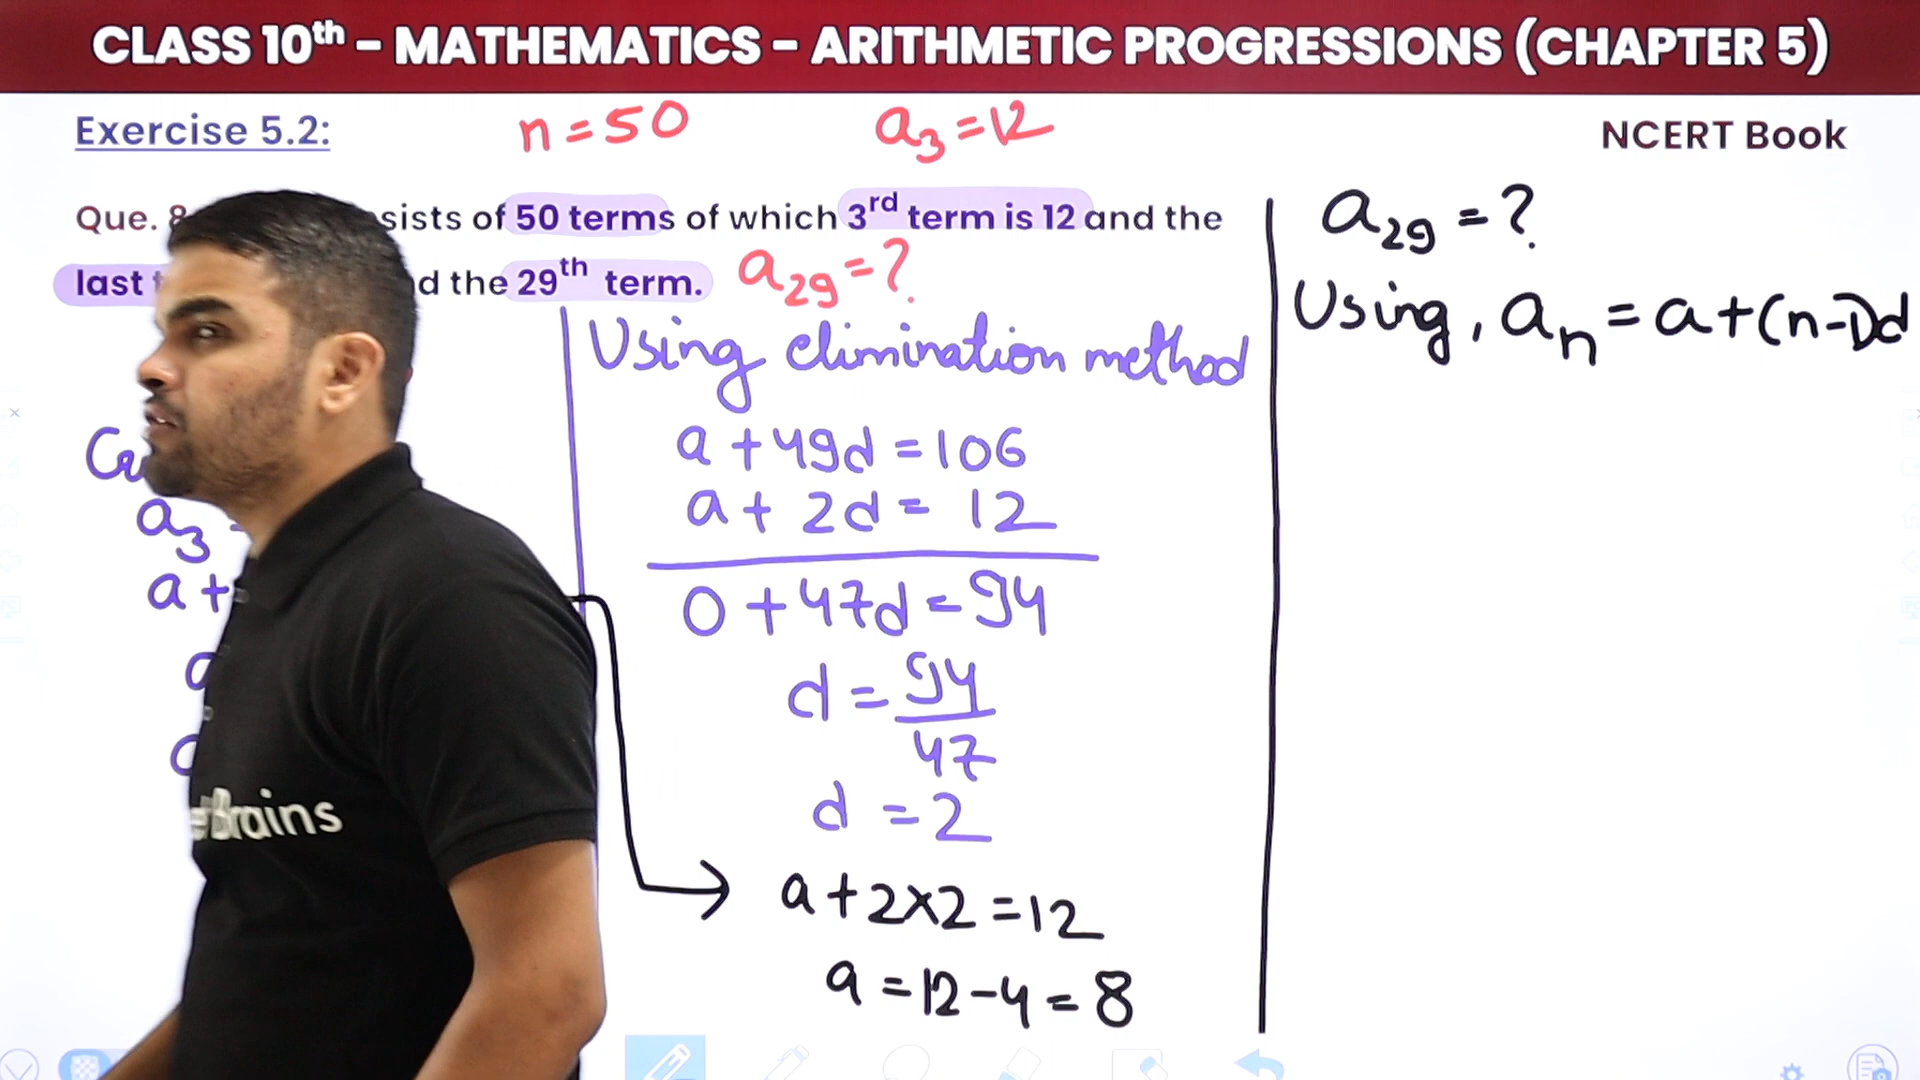 CLASS 10th – MATHEMATICS – ARITHMETIC PROGRESSIONS (CHAPTER 5)
Exercise 5.2:
n = 50
a₃ = 12
NCERT Book
Que. 8 sists of 50 terms of which 3rd term is 12 and the
last d the 29th term.
a₂₉ = ?
a₃
a +
Using elimination method
a + 49d = 106
a + 2d = 12
0 + 47d = 94
d = 94/47
d = 2
a + 2×2 = 12
a = 12 - 4 = 8
a₂₉ = ?
Using, aₙ = a + (n-1)d
Brains